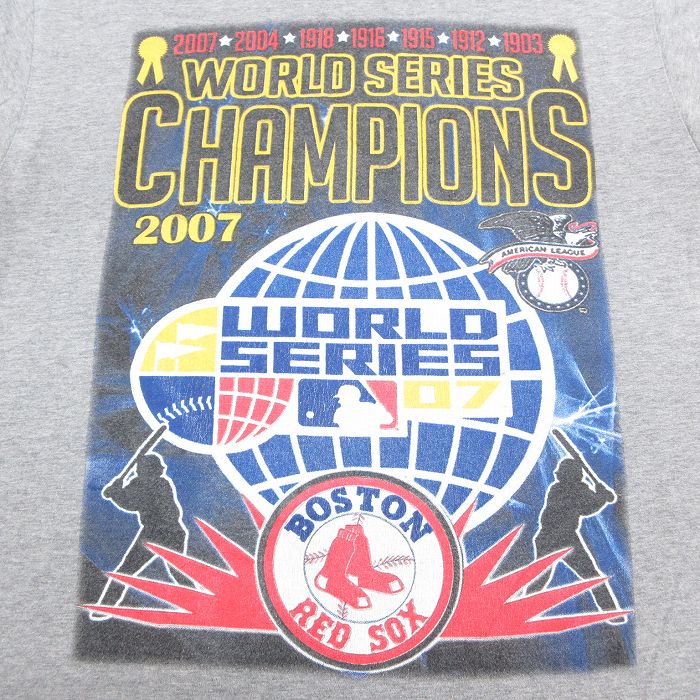 2007★2004★1918★1916★1915★1912★1903
WORLD SERIES
CHAMPIONS
2007
AMERICAN LEAGUE
WORLD
SERIES
07
BOSTON
RED SOX